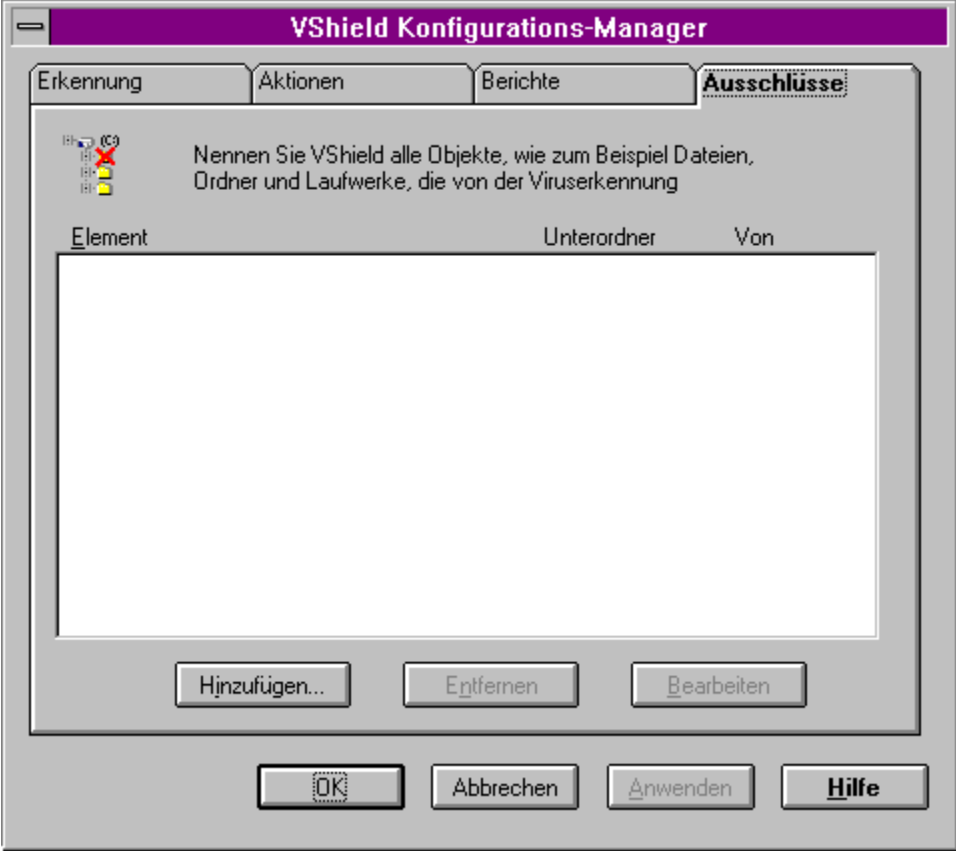 VShield Konfigurations-Manager
Erkennung Aktionen Berichte Ausschlüsse
(C)
Nennen Sie VShield alle Objekte, wie zum Beispiel Dateien,
Ordner und Laufwerke, die von der Viruserkennung
Element Unterordner Von
Hinzufügen... Entfernen Bearbeiten
OK Abbrechen Anwenden Hilfe